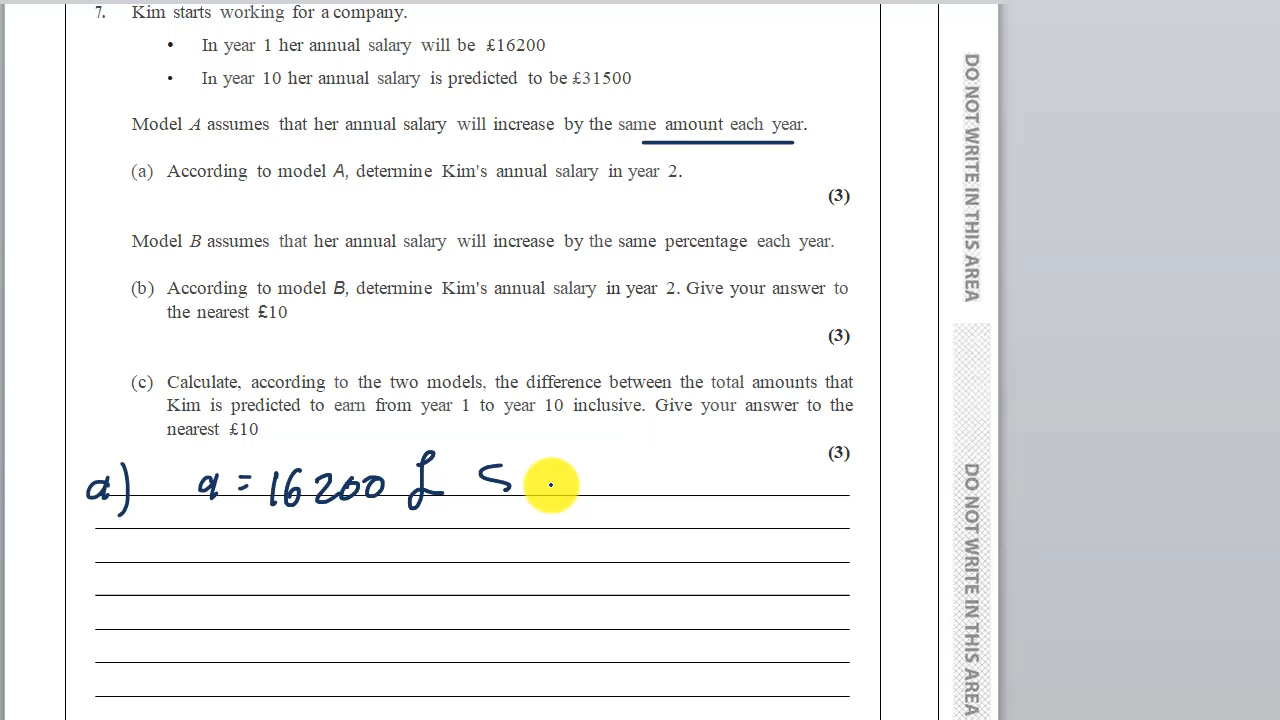 7. Kim starts working for a company.
• In year 1 her annual salary will be £16200
• In year 10 her annual salary is predicted to be £31500
Model A assumes that her annual salary will increase by the same amount each year.
(a) According to model A, determine Kim's annual salary in year 2.
(3)
Model B assumes that her annual salary will increase by the same percentage each year.
(b) According to model B, determine Kim's annual salary in year 2. Give your answer to
the nearest £10
(3)
(c) Calculate, according to the two models, the difference between the total amounts that
Kim is predicted to earn from year 1 to year 10 inclusive. Give your answer to the
nearest £10
(3)
a) a = 16200 £ S
DO NOT WRITE IN THIS AREA
DO NOT WRITE IN THIS AREA